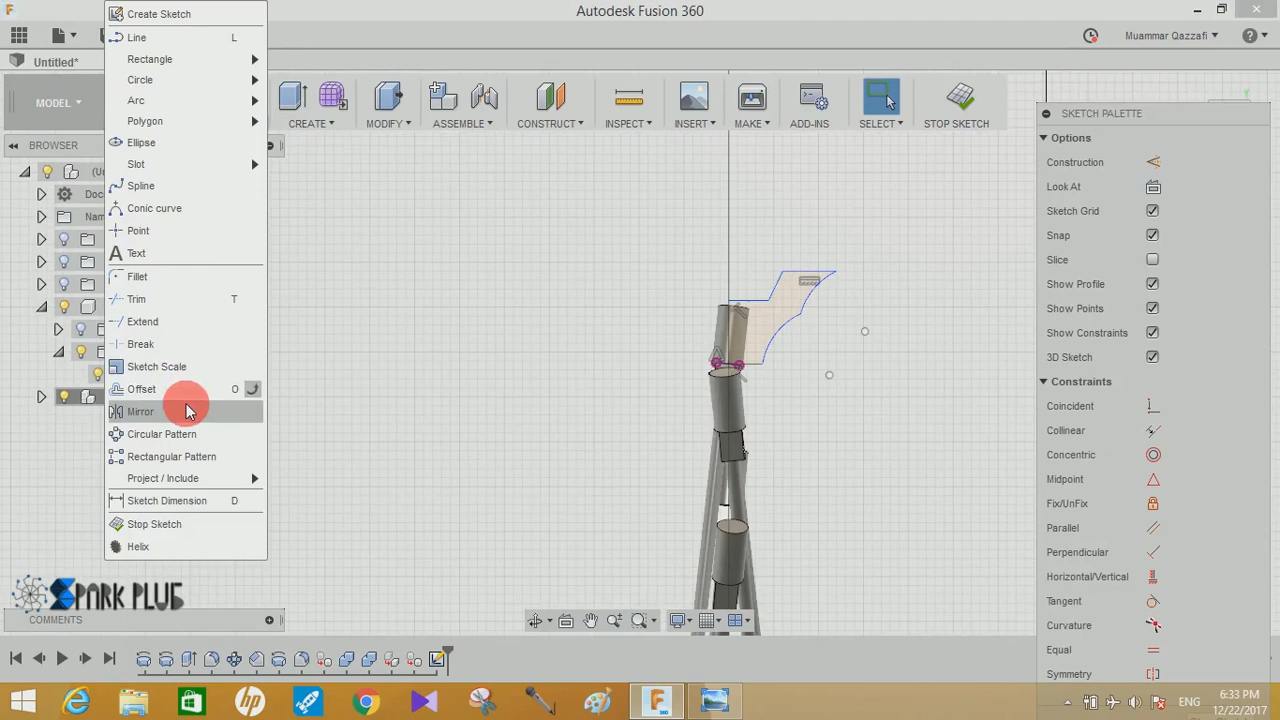 Autodesk Fusion 360
Muammar Qazzafi
Untitled*
MODEL
CREATE
MODIFY
ASSEMBLE
CONSTRUCT
INSPECT
INSERT
MAKE
ADD-INS
SELECT
STOP SKETCH
BROWSER
(Un
Doc
Nam
Create Sketch
Line L
Rectangle
Circle
Arc
Polygon
Ellipse
Slot
Spline
Conic curve
Point
A Text
Fillet
Trim T
Extend
Break
Sketch Scale
Offset O
Mirror
Circular Pattern
Rectangular Pattern
Project / Include
Sketch Dimension D
Stop Sketch
Helix
SKETCH PALETTE
Options
Construction
Look At
Sketch Grid
Snap
Slice
Show Profile
Show Points
Show Constraints
3D Sketch
Constraints
Coincident
Collinear
Concentric
Midpoint
Fix/UnFix
Parallel
Perpendicular
Horizontal/Vertical
Tangent
Curvature
Equal
Symmetry
SPARK PLUG
COMMENTS
ENG
6:33 PM
12/22/2017